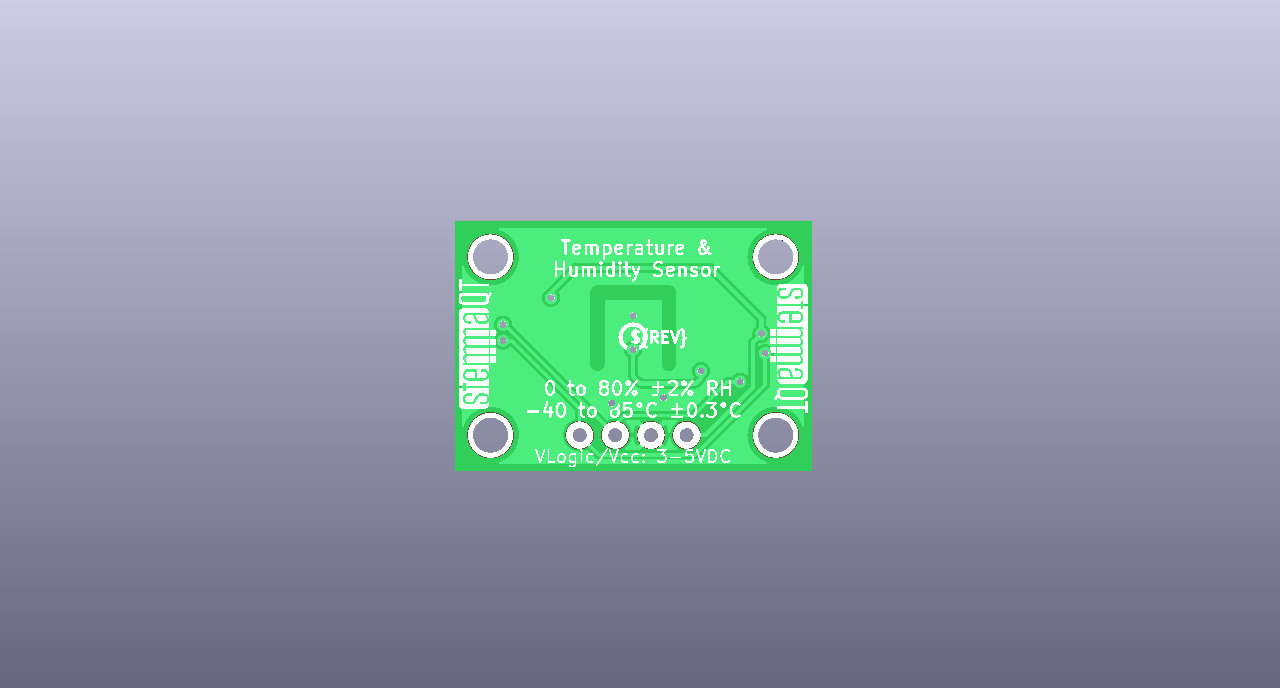 Temperature &
Humidity Sensor
stemmaQT
{REV}
stemmaQT
0 to 80% ±2% RH
-40 to 85°C ±0.3°C
VLogic/Vcc: 3-5VDC